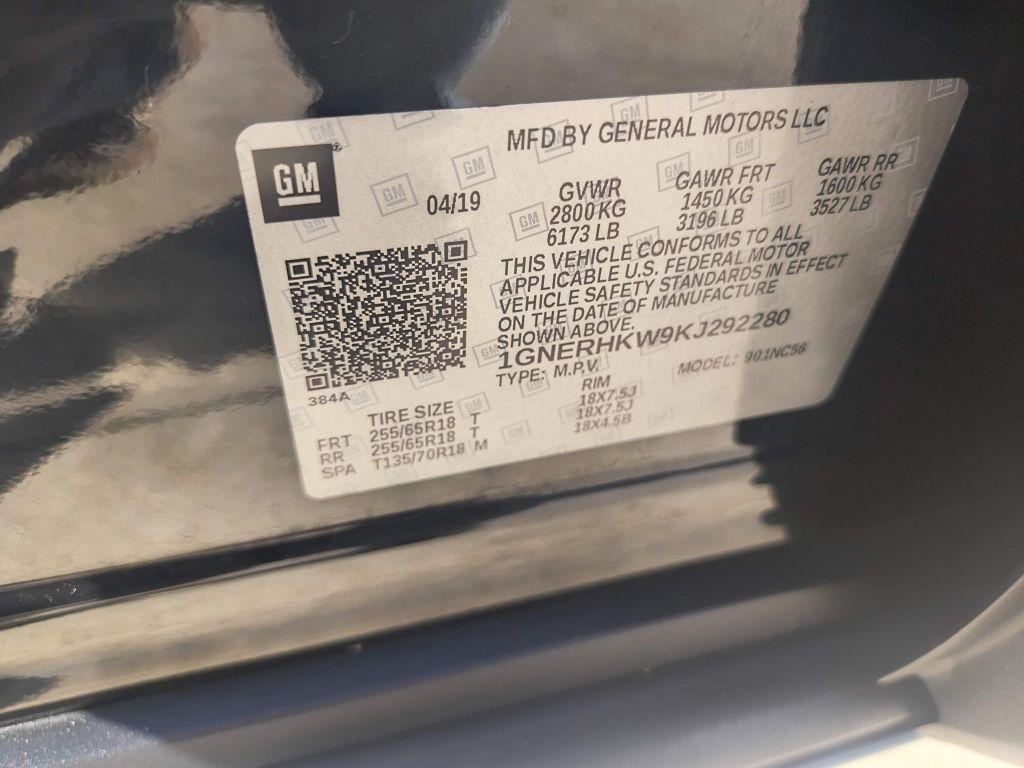 MFD BY GENERAL MOTORS LLC
GM
04/19
GVWR
2800 KG
6173 LB
GAWR FRT
1450 KG
3196 LB
GAWR RR
1600 KG
3527 LB
THIS VEHICLE CONFORMS TO ALL
APPLICABLE U.S. FEDERAL MOTOR
VEHICLE SAFETY STANDARDS IN EFFECT
ON THE DATE OF MANUFACTURE
SHOWN ABOVE.
1GNERHKW9KJ292280
TYPE: M.P.V. MODEL: 901NC56
384A
TIRE SIZE RIM
FRT 255/65R18 T 18X7.5J
RR 255/65R18 T 18X7.5J
SPA T135/70R18 M 18X4.5B